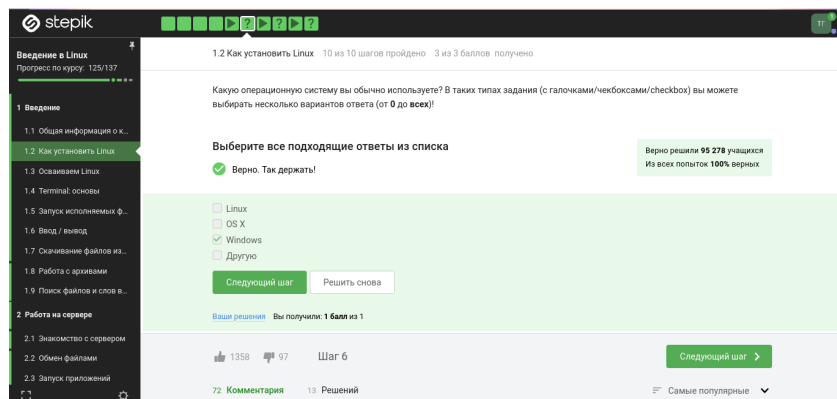 stepik
ТГ
Введение в Linux
Прогресс по курсу: 125/137
1 Введение
1.1 Общая информация о к...
1.2 Как установить Linux
1.3 Осваиваем Linux
1.4 Terminal: основы
1.5 Запуск исполняемых ф...
1.6 Ввод / вывод
1.7 Скачивание файлов из...
1.8 Работа с архивами
1.9 Поиск файлов и слов в...
2 Работа на сервере
2.1 Знакомство с сервером
2.2 Обмен файлами
2.3 Запуск приложений
1.2 Как установить Linux 10 из 10 шагов пройдено 3 из 3 баллов получено
Какую операционную систему вы обычно используете? В таких типах задания (с галочками/чекбоксами/checkbox) вы можете
выбирать несколько вариантов ответа (от 0 до всех)!
Выберите все подходящие ответы из списка
Верно. Так держать!
Верно решили 95 278 учащихся
Из всех попыток 100% верных
Linux
OS X
Windows
Другую
Следующий шаг Решить снова
Ваши решения Вы получили: 1 балл из 1
1358 97 Шаг 6 Следующий шаг
72 Комментария 13 Решений Самые популярные